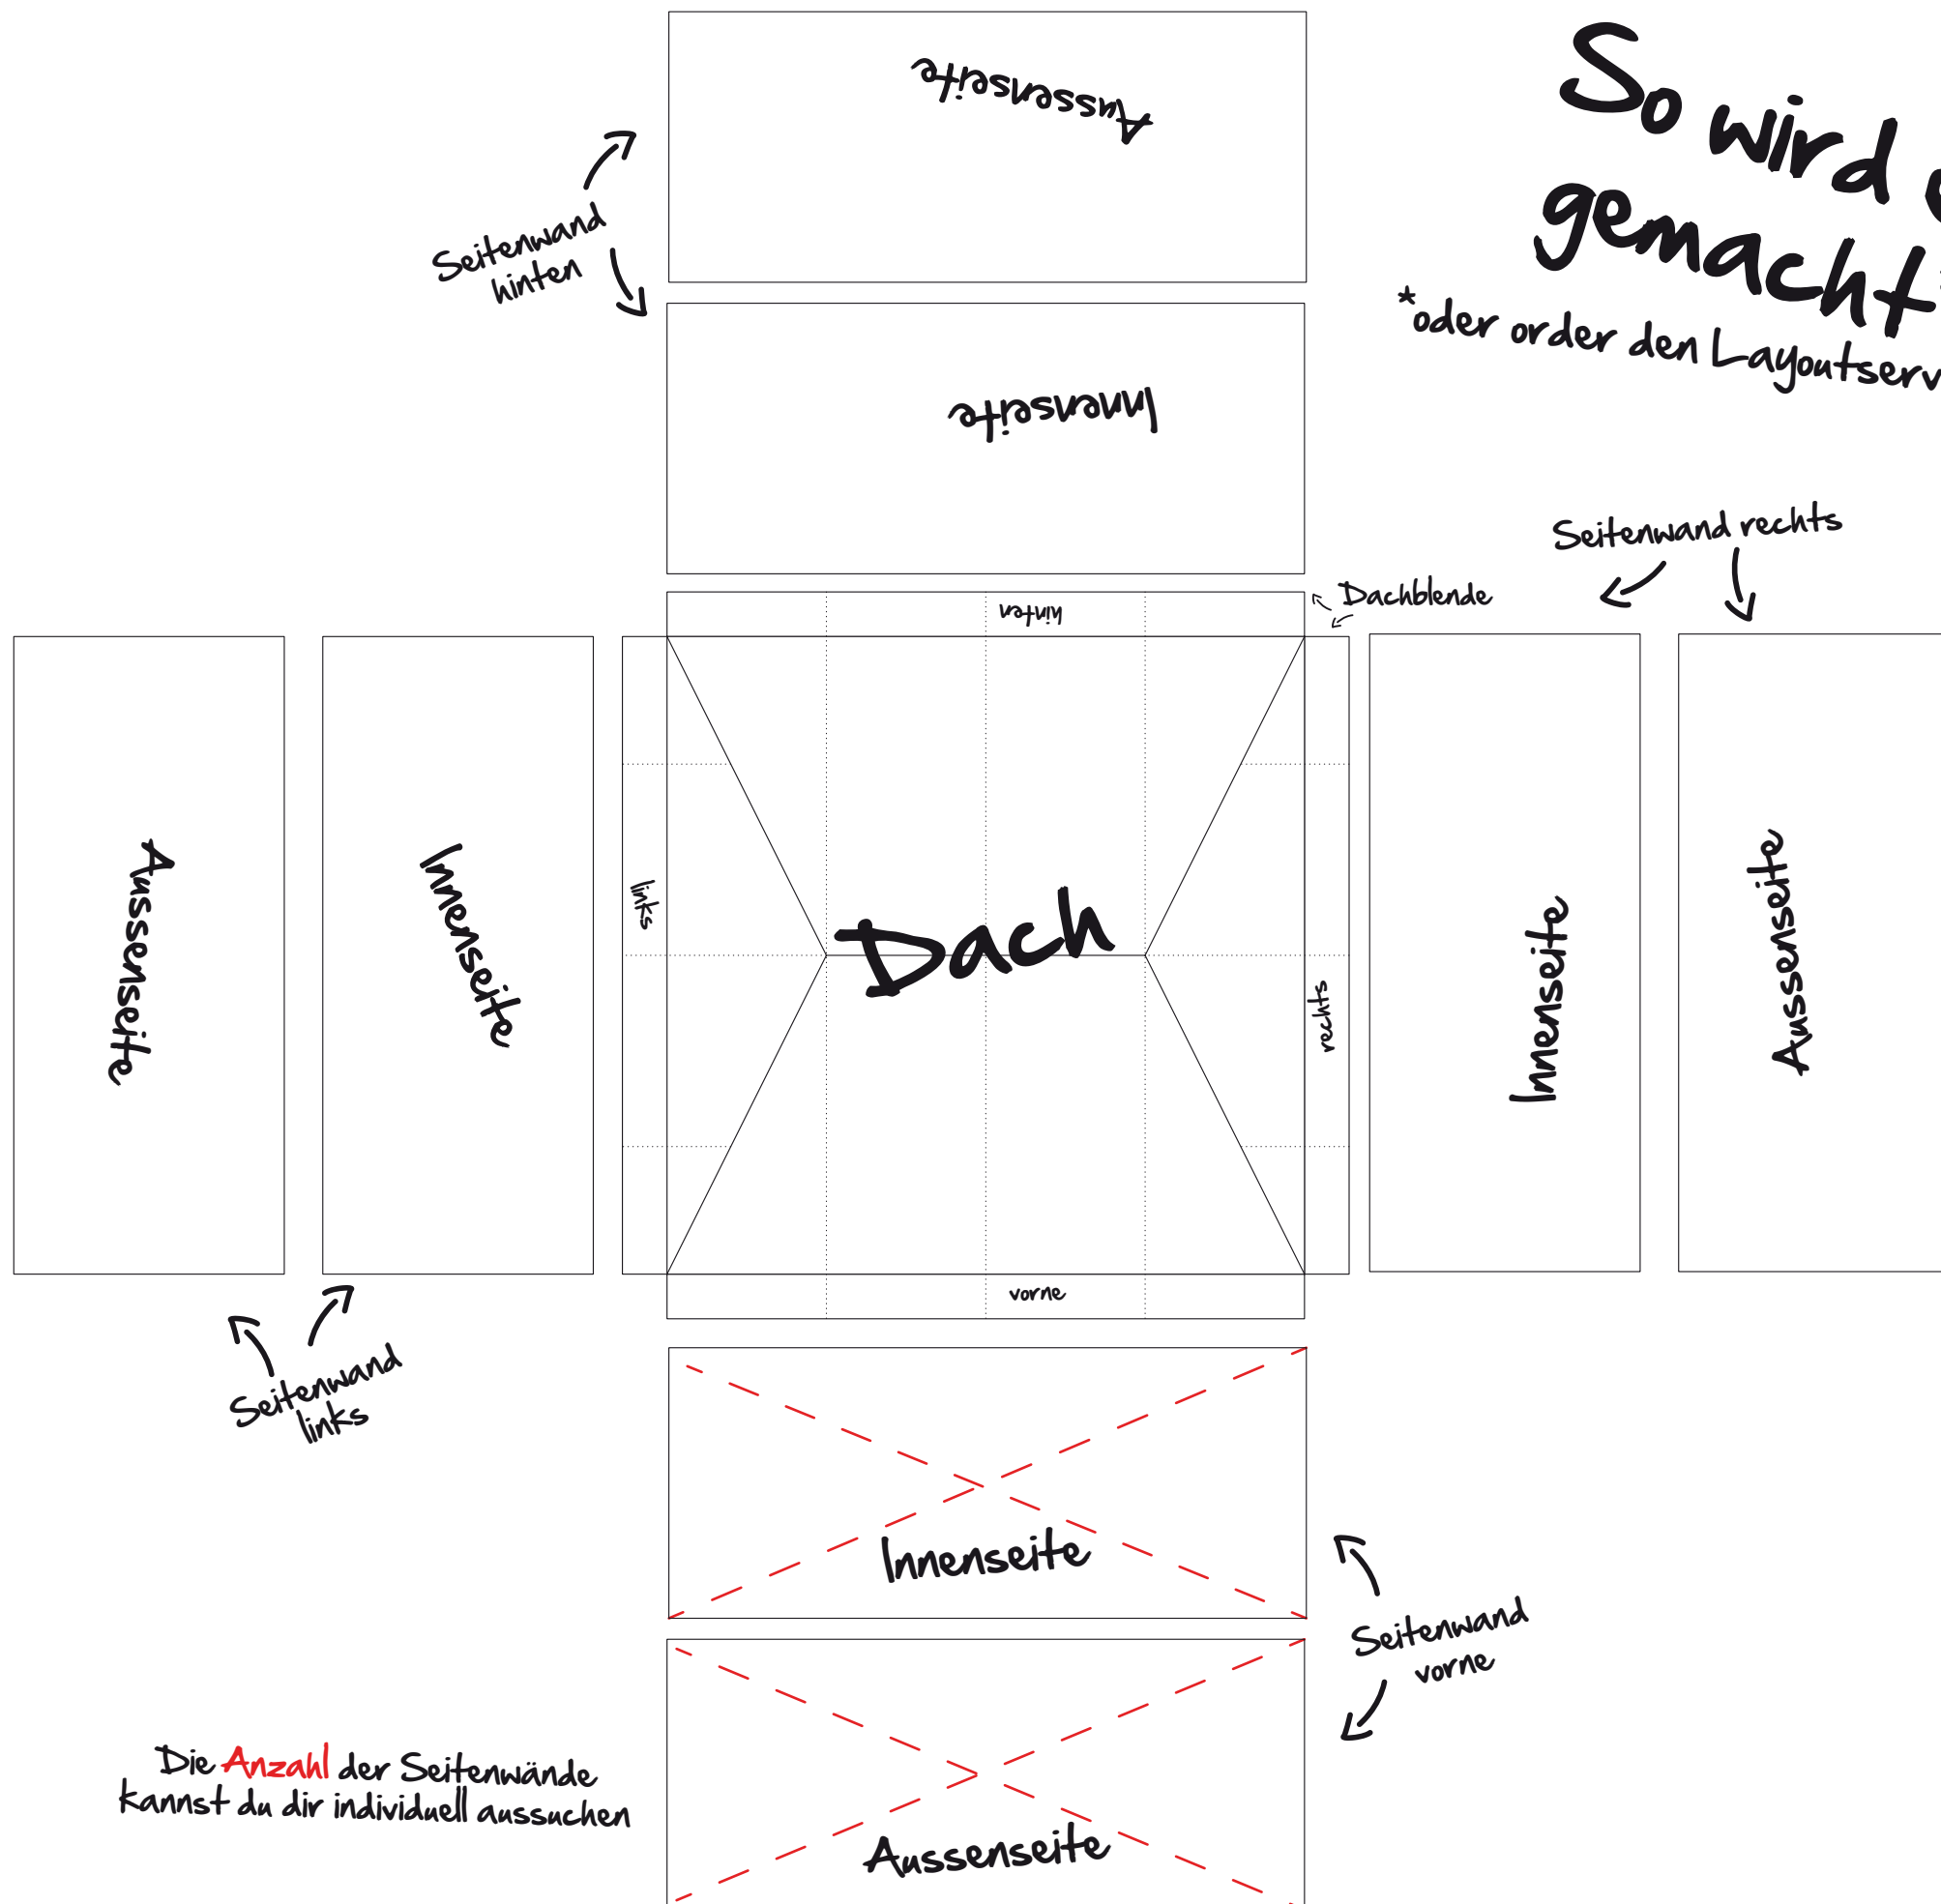 Aussenseite
So wird
gemacht
*oder order den Layoutserv
Seitenwand
hinten
Innenseite
Seitenwand rechts
Dachblende
hinten
Aussenseite
Innenseite
links
Dach
rechts
Innenseite
Aussenseite
vorne
Seitenwand
links
Innenseite
Seitenwand
vorne
Die Anzahl der Seitenwände
kannst du dir individuell aussuchen
Aussenseite